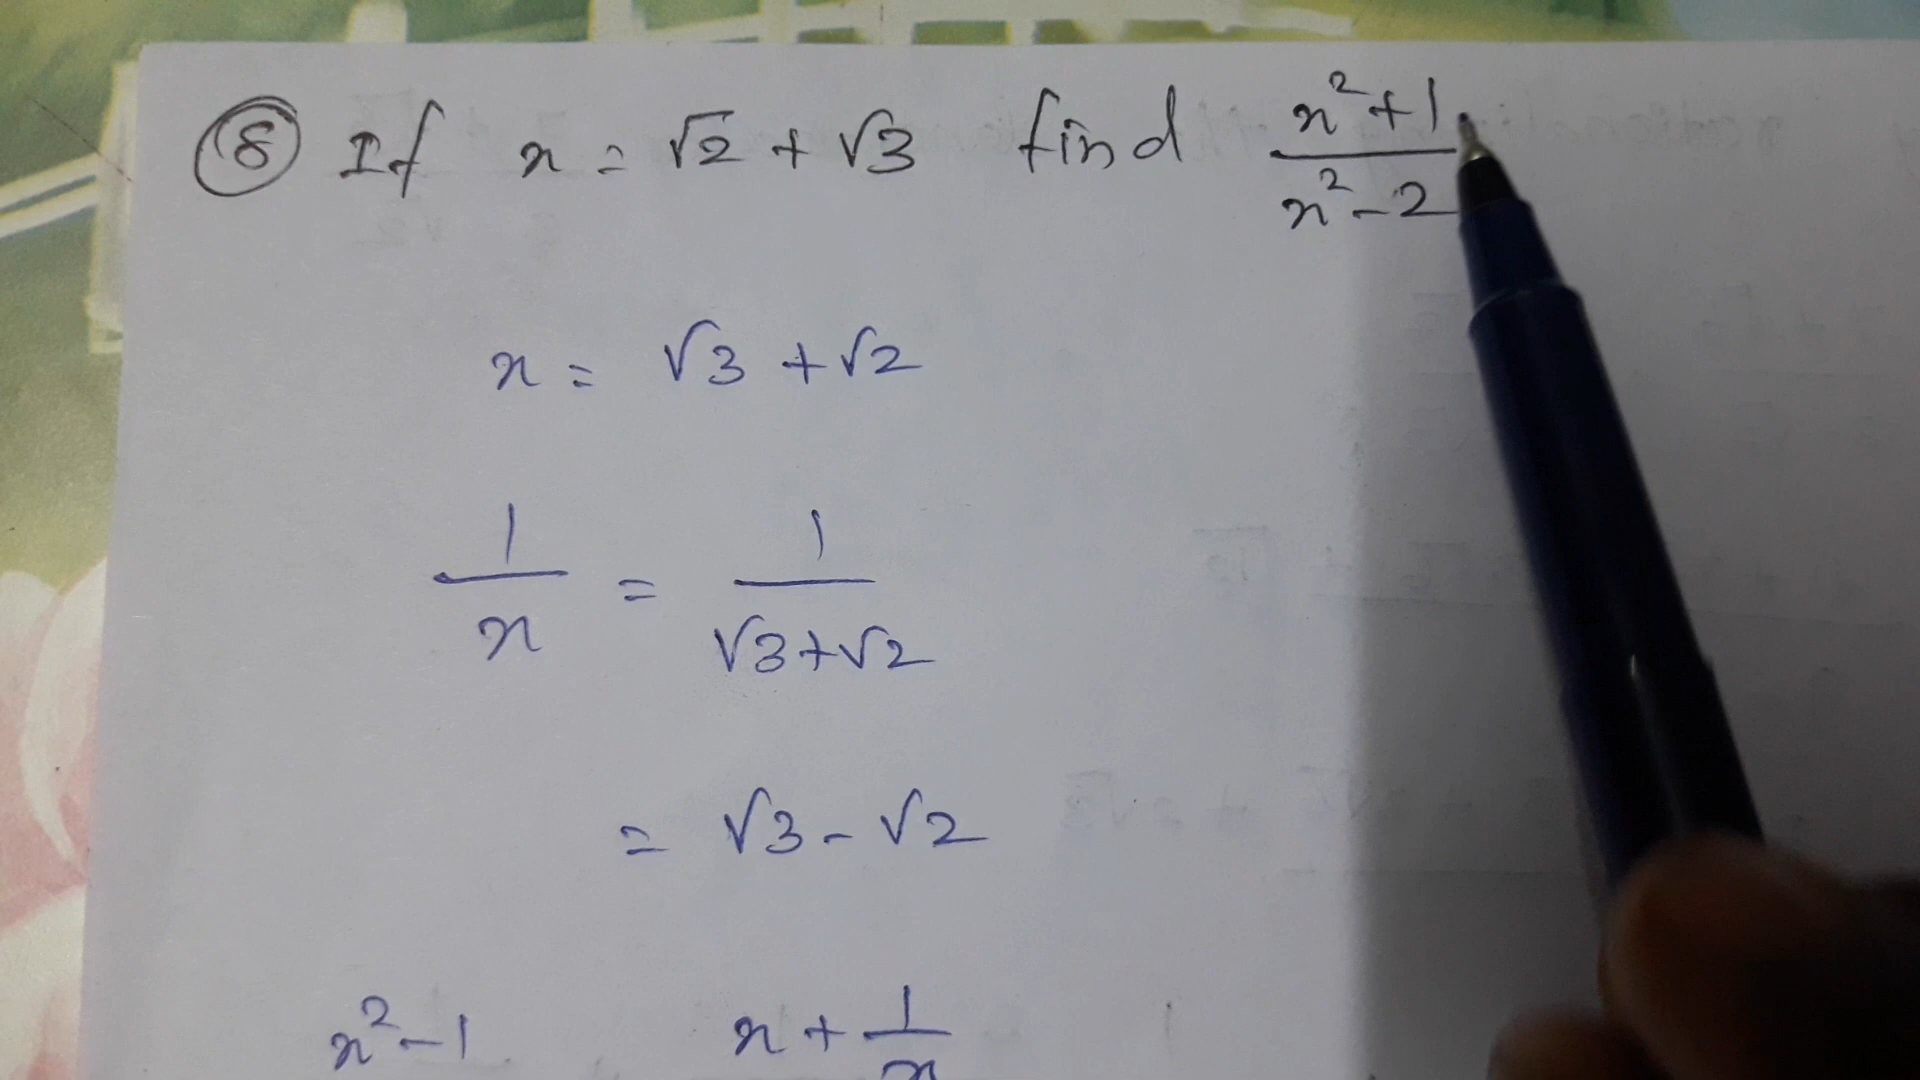 ⑧ If x = √2 + √3 find (x²+1)/(x²-2)
x = √3 + √2
1/x = 1/(√3+√2)
= √3 - √2
x²-1 x + 1/x